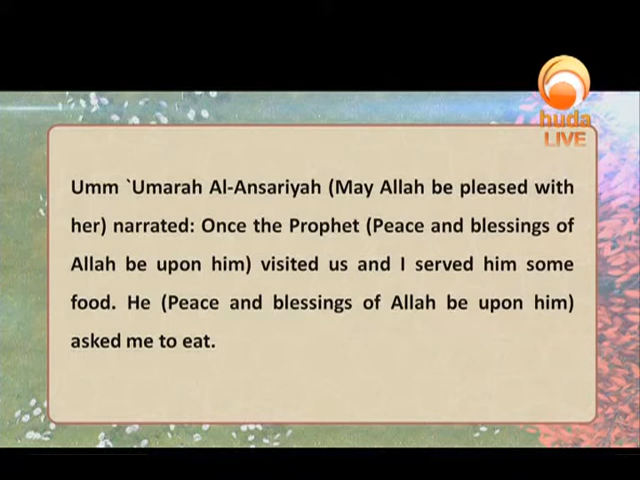 huda
LIVE
Umm `Umarah Al-Ansariyah (May Allah be pleased with
her) narrated: Once the Prophet (Peace and blessings of
Allah be upon him) visited us and I served him some
food. He (Peace and blessings of Allah be upon him)
asked me to eat.